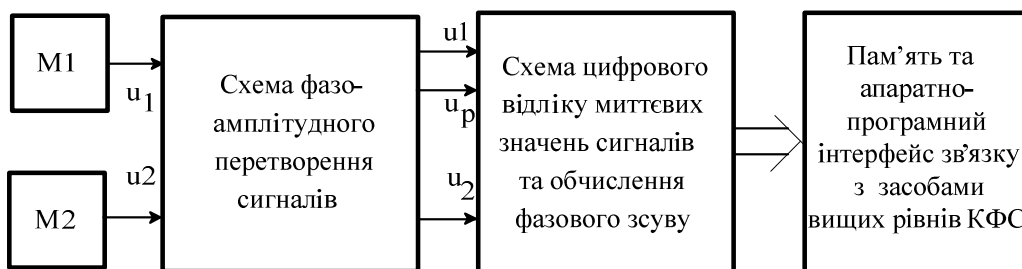 M1
u1
u2
M2
Схема фазо-
амплітудного
перетворення
сигналів
u1
up
u2
Схема цифрового
відліку миттєвих
значень сигналів
та обчислення
фазового зсуву
Пам’ять та
апаратно-
програмний
інтерфейс зв'язку
з засобами
вищих рівнів КФС